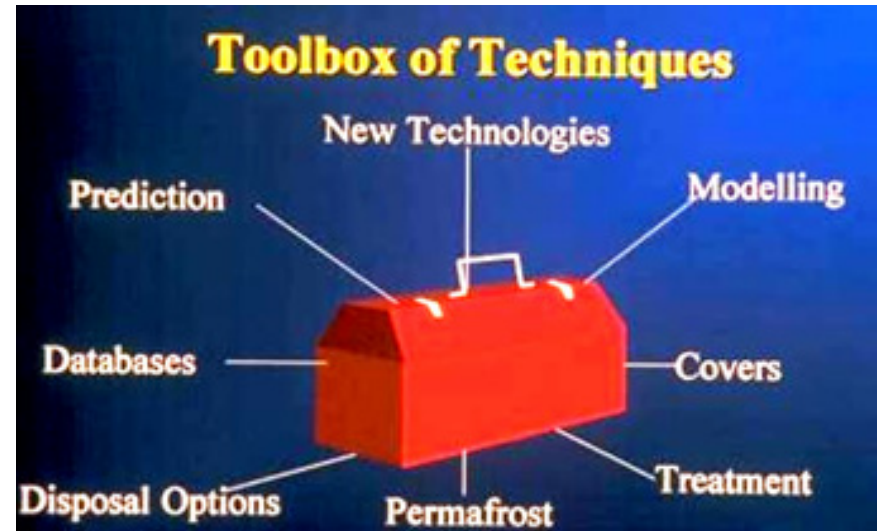 Toolbox of Techniques
New Technologies
Prediction
Modelling
Databases
Covers
Disposal Options
Permafrost
Treatment